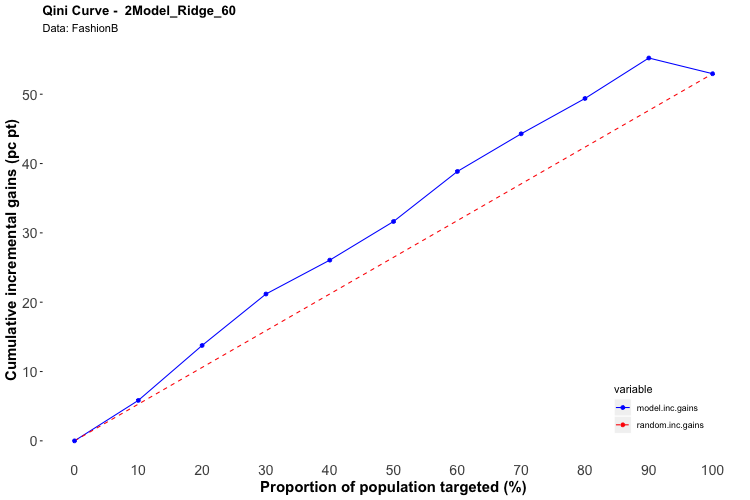 Qini Curve - 2Model_Ridge_60
Data: FashionB
Cumulative incremental gains (pc pt)
50
40
30
20
10
0
variable
model.inc.gains
random.inc.gains
0 10 20 30 40 50 60 70 80 90 100
Proportion of population targeted (%)